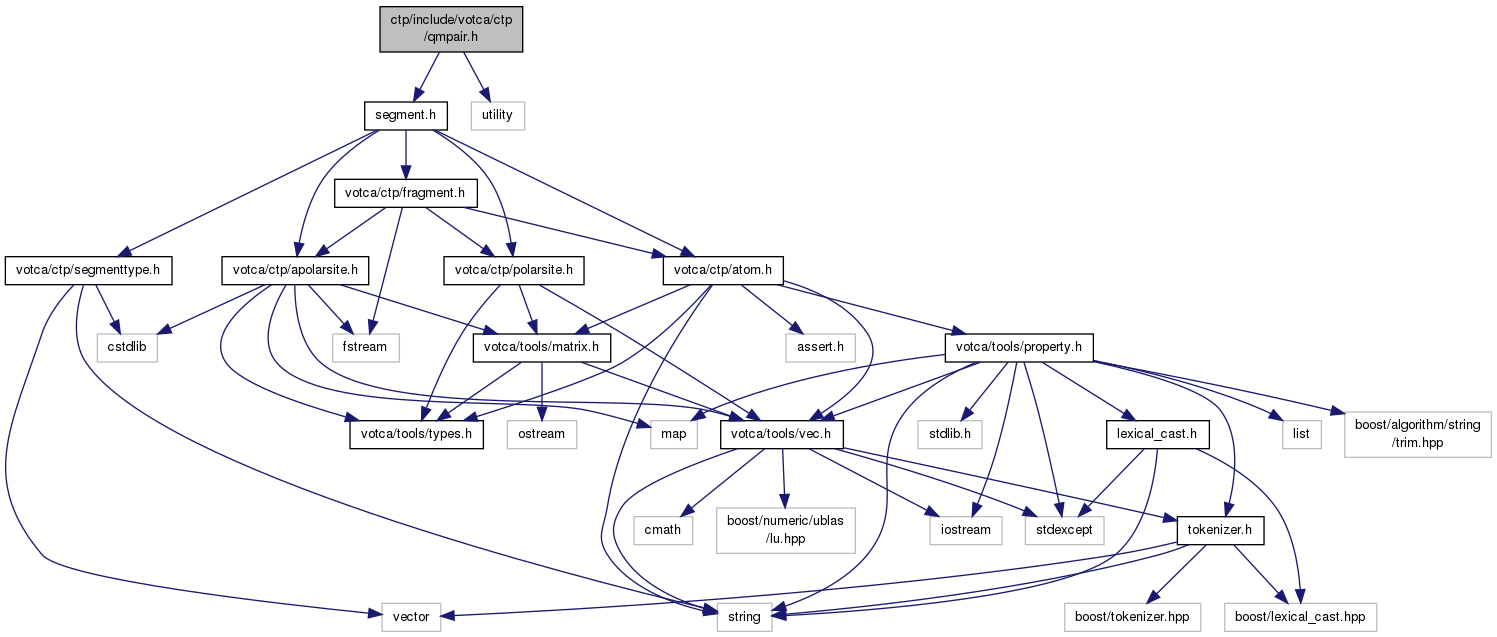 ctp/include/votca/ctp
/qmpair.h
segment.h
utility
votca/ctp/fragment.h
votca/ctp/segmenttype.h
votca/ctp/apolarsite.h
votca/ctp/polarsite.h
votca/ctp/atom.h
cstdlib
fstream
votca/tools/matrix.h
assert.h
votca/tools/property.h
votca/tools/types.h
ostream
map
votca/tools/vec.h
stdlib.h
lexical_cast.h
list
boost/algorithm/string
/trim.hpp
cmath
boost/numeric/ublas
/lu.hpp
iostream
stdexcept
tokenizer.h
vector
string
boost/tokenizer.hpp
boost/lexical_cast.hpp